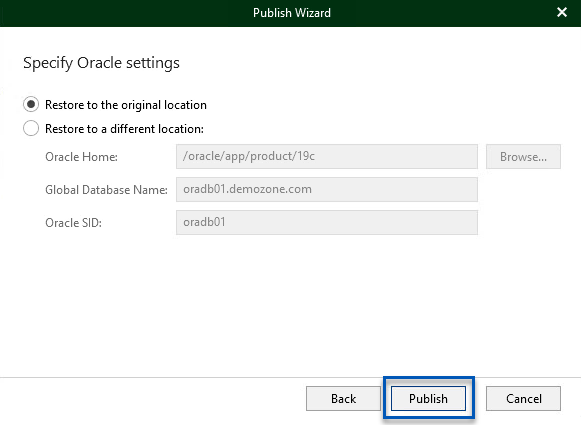 Publish Wizard
Specify Oracle settings
Restore to the original location
Restore to a different location:
Oracle Home: /oracle/app/product/19c Browse...
Global Database Name: oradb01.demozone.com
Oracle SID: oradb01
Back Publish Cancel